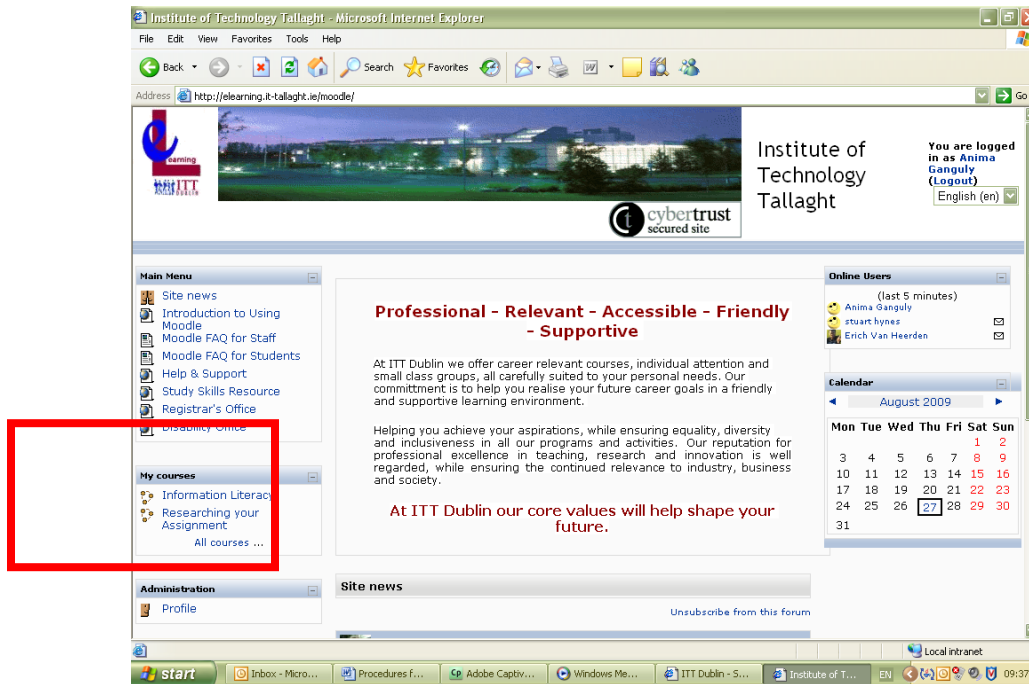 Institute of Technology Tallaght - Microsoft Internet Explorer
File Edit View Favorites Tools Help
Back Search Favorites
Address http://elearning.it-tallaght.ie/moodle/ Go
e
Learning
ITT
DUBLIN
cybertrust
secured site
Institute of
Technology
Tallaght
You are logged
in as Anima
Ganguly
(Logout)
English (en)
Main Menu
Site news
Introduction to Using
Moodle
Moodle FAQ for Staff
Moodle FAQ for Students
Help & Support
Study Skills Resource
Registrar's Office
Disability Office
My courses
Information Literacy
Researching your
Assignment
All courses ...
Administration
Profile
Professional - Relevant - Accessible - Friendly
- Supportive
At ITT Dublin we offer career relevant courses, individual attention and
small class groups, all carefully suited to your personal needs. Our
commitment is to help you realise your future career goals in a friendly
and supportive learning environment.
Helping you achieve your aspirations, while ensuring equality, diversity
and inclusiveness in all our programs and activities. Our reputation for
professional excellence in teaching, research and innovation is well
regarded, while ensuring the continued relevance to industry, business
and society.
At ITT Dublin our core values will help shape your
future.
Site news
Unsubscribe from this forum
Online Users
(last 5 minutes)
Anima Ganguly
stuart hynes
Erich Van Heerden
Calendar
August 2009
Mon Tue Wed Thu Fri Sat Sun
1 2
3 4 5 6 7 8 9
10 11 12 13 14 15 16
17 18 19 20 21 22 23
24 25 26 27 28 29 30
31
Local intranet
start Inbox - Micro... Procedures f... Adobe Captiv... Windows Me... ITT Dublin - S... Institute of T... EN 09:37